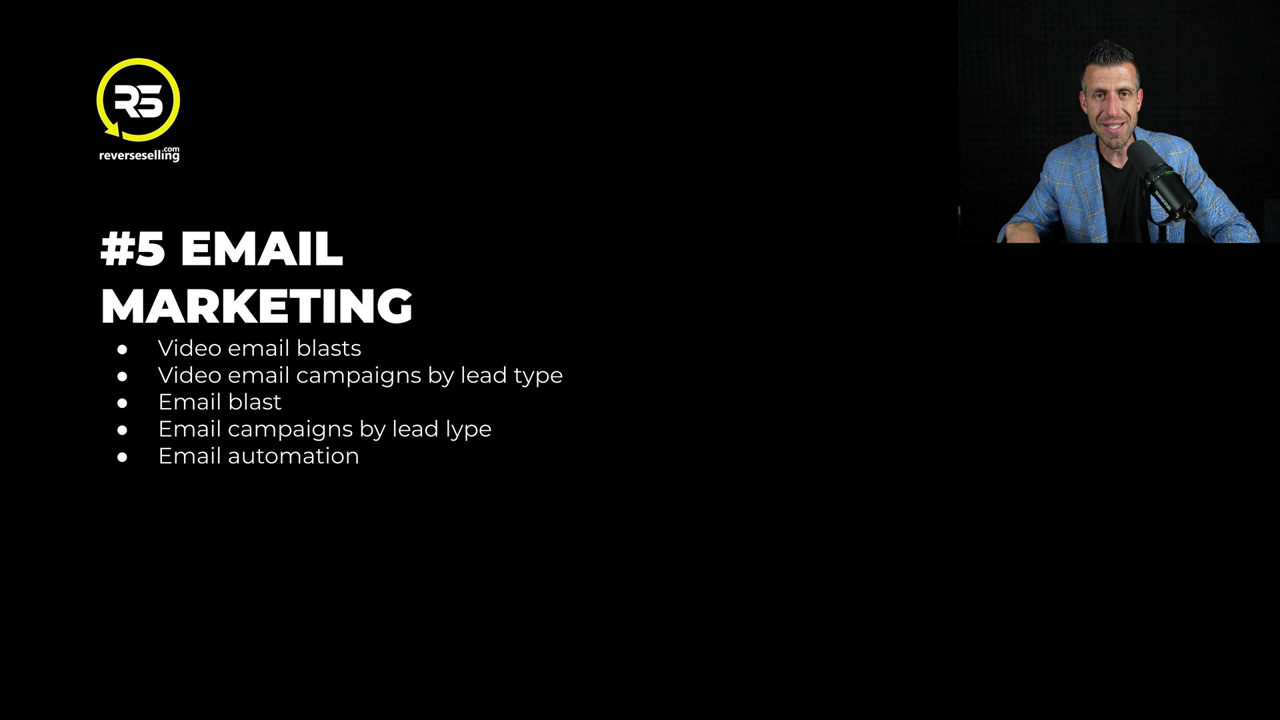 RS
.com
reverseselling
#5 EMAIL
MARKETING
● Video email blasts
● Video email campaigns by lead type
● Email blast
● Email campaigns by lead lype
● Email automation